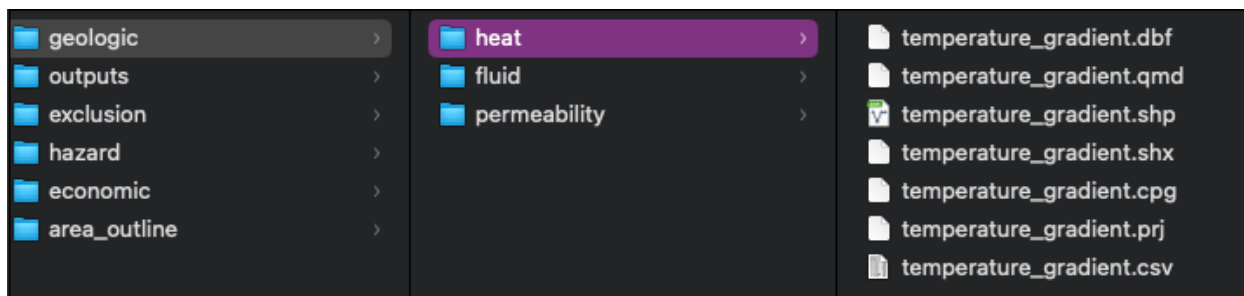 geologic
outputs
exclusion
hazard
economic
area_outline
heat
fluid
permeability
temperature_gradient.dbf
temperature_gradient.qmd
temperature_gradient.shp
temperature_gradient.shx
temperature_gradient.cpg
temperature_gradient.prj
temperature_gradient.csv